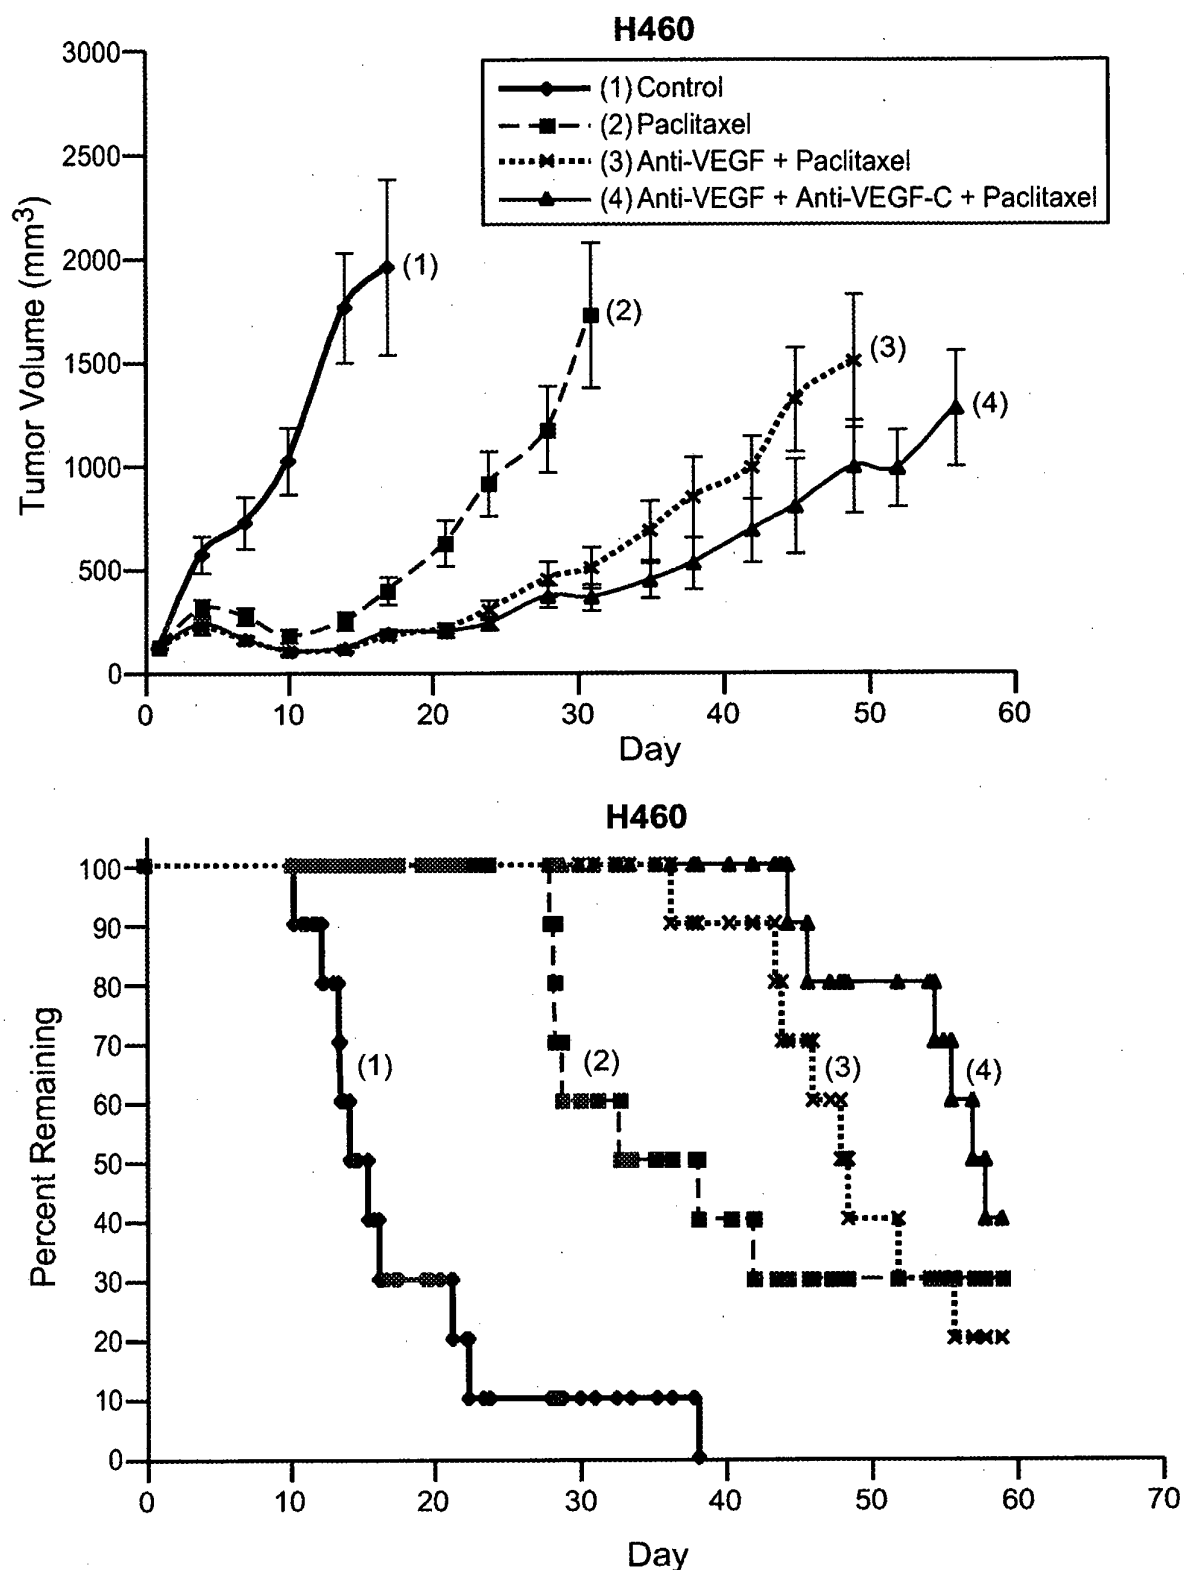 H460
3000
2500
2000
1500
1000
500
0
Tumor Volume (mm³)
(1) Control
(2) Paclitaxel
(3) Anti-VEGF + Paclitaxel
(4) Anti-VEGF + Anti-VEGF-C + Paclitaxel
(1)
(2)
(3)
(4)
0 10 20 30 40 50 60
Day
H460
100
90
80
70
60
50
40
30
20
10
0
Percent Remaining
(1)
(2)
(3)
(4)
0 10 20 30 40 50 60 70
Day